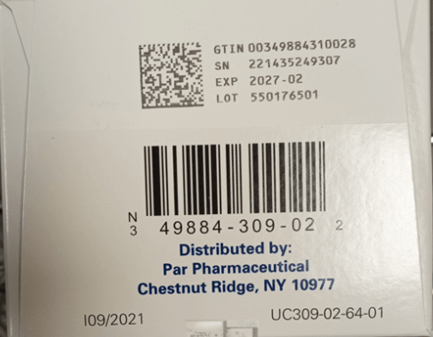 GTIN 00349884310028
SN 221435249307
EXP 2027-02
LOT 550176501
N
3 49884-309-02 2
Distributed by:
Par Pharmaceutical
Chestnut Ridge, NY 10977
I09/2021 UC309-02-64-01